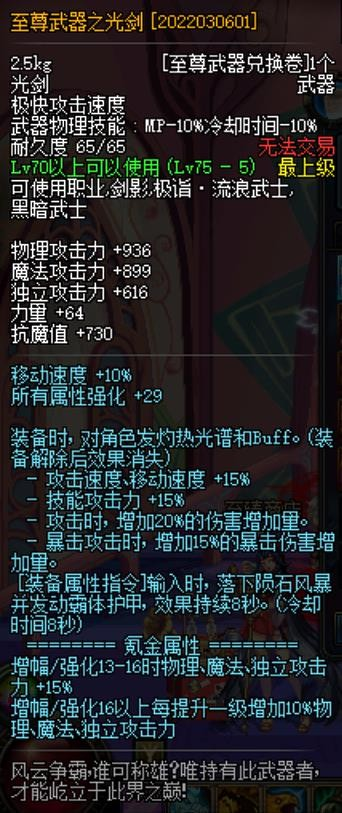 至尊武器之光剑 [2022030601]
2.5kg [至尊武器兑换卷]1个
光剑 武器
极快攻击速度
武器物理技能 : MP-10%冷却时间-10%
耐久度 65/65 无法交易
Lv70以上可以使用 (Lv75 - 5) 最上级
可使用职业,剑影,极诣·流浪武士,
黑暗武士
物理攻击力 +936
魔法攻击力 +899
独立攻击力 +616
力量 +64
抗魔值 +730
移动速度 +10%
所有属性强化 +29
装备时, 对角色发灼热光谱和Buff。(装
备解除后效果消失)
- 攻击速度、移动速度 +15%
- 技能攻击力 +15%
- 攻击时, 增加20%的伤害增加量。
- 暴击攻击时, 增加15%的暴击伤害增
加量。
[装备属性指令]输入时, 落下陨石风暴
并发动霸体护甲, 效果持续8秒。(冷却
时间8秒)
======== 氪金属性 ========
增幅/强化13-16时物理、魔法、独立攻击
力 +15%
增幅/强化16以上每提升一级增加10%物
理、魔法、独立攻击力
风云争霸,谁可称雄?唯持有此武器者,
才能屹立于此界之巅!